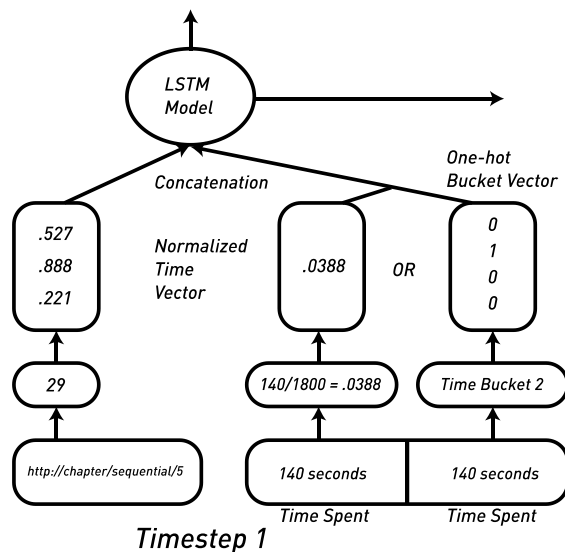 LSTM
Model
Concatenation
One-hot
Bucket Vector
.527
.888
.221
Normalized
Time
Vector
.0388
OR
0
1
0
0
29
140/1800 = .0388
Time Bucket 2
http://chapter/sequential/5
140 seconds
140 seconds
Time Spent
Time Spent
Timestep 1